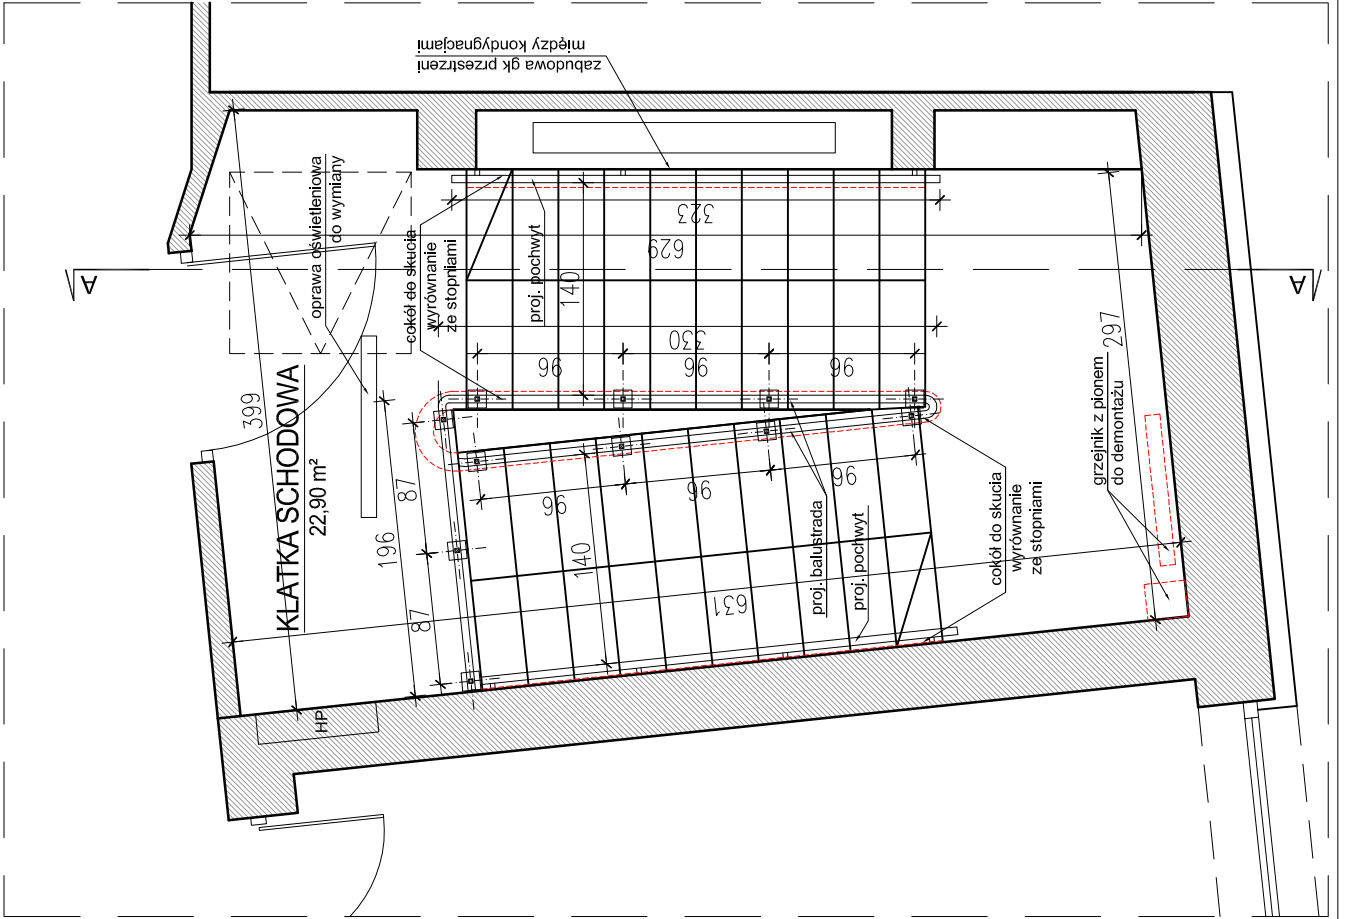 zabudowa gk przestrzeni
między kondygnacjami
oprawa oświetleniowa
do wymiany
cokół do skucia
wyrównanie
ze stopniami
proj. pochwyt
A
A
323
629
140
330
96
96
96
399
KLATKA SCHODOWA
22,90 m²
297
grzejnik z pionem
do demontażu
87
196
87
96
96
96
140
631
proj. balustrada
proj. pochwyt
cokół do skucia
wyrównanie
ze stopniami
HP